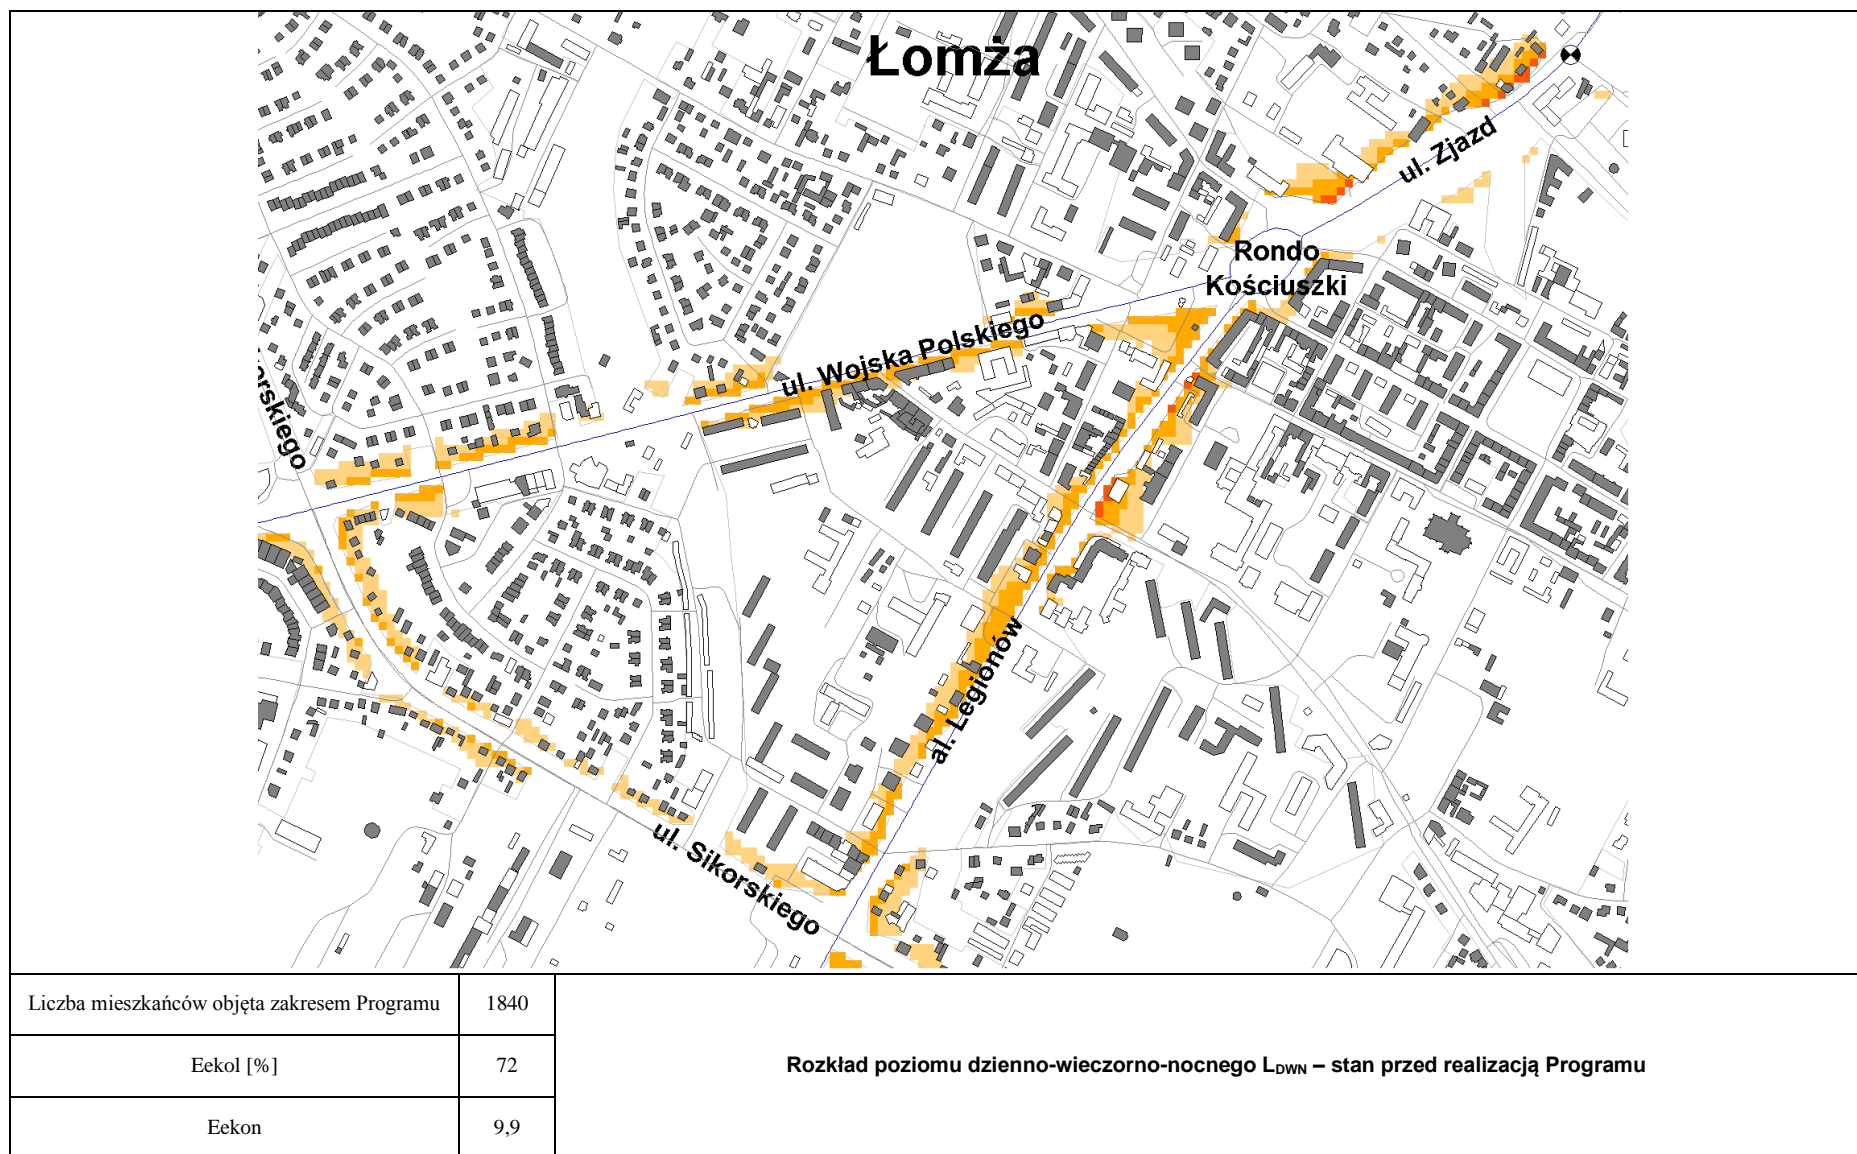 Łomża
ul. Zjazd
Rondo
Kościuszki
ul. Wojska Polskiego
orskiego
al. Legionów
ul. Sikorskiego
Liczba mieszkańców objęta zakresem Programu 1840
Eekol [%] 72
Eekon 9,9
Rozkład poziomu dzienno-wieczorno-nocnego LDWN – stan przed realizacją Programu